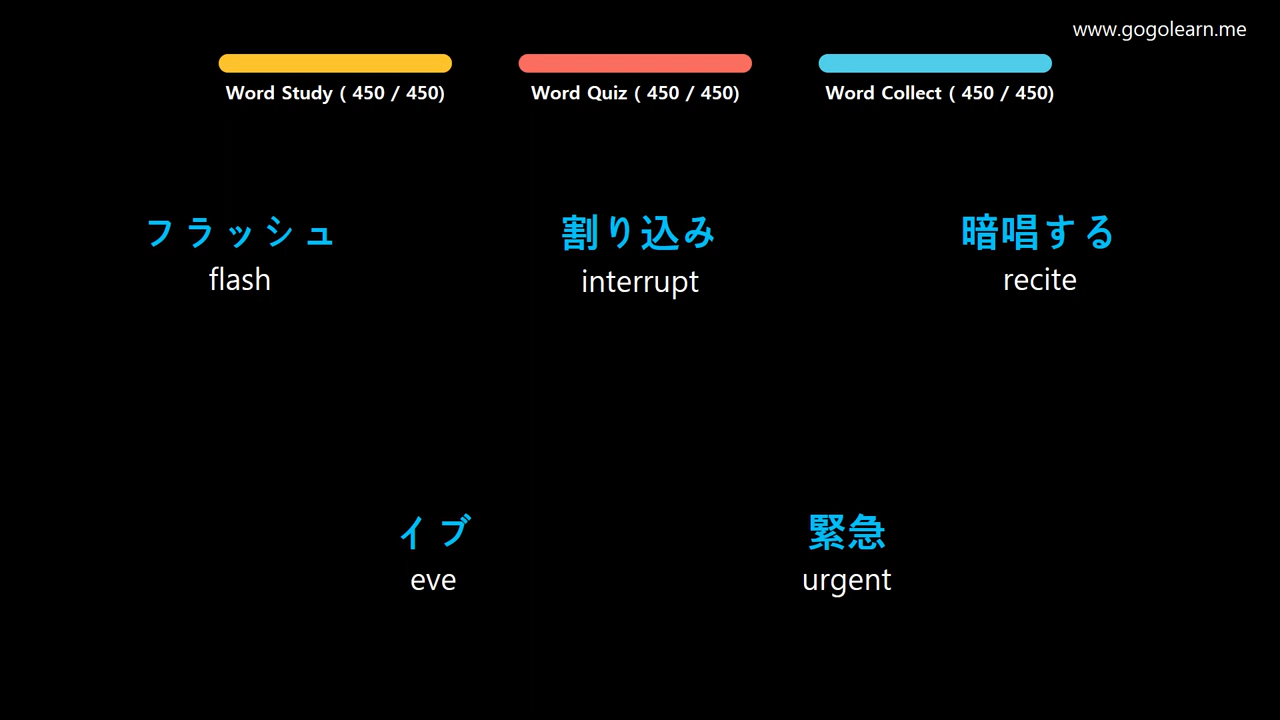 www.gogolearn.me
Word Study ( 450 / 450)
Word Quiz ( 450 / 450)
Word Collect ( 450 / 450)
フラッシュ
flash
割り込み
interrupt
暗唱する
recite
イブ
eve
緊急
urgent